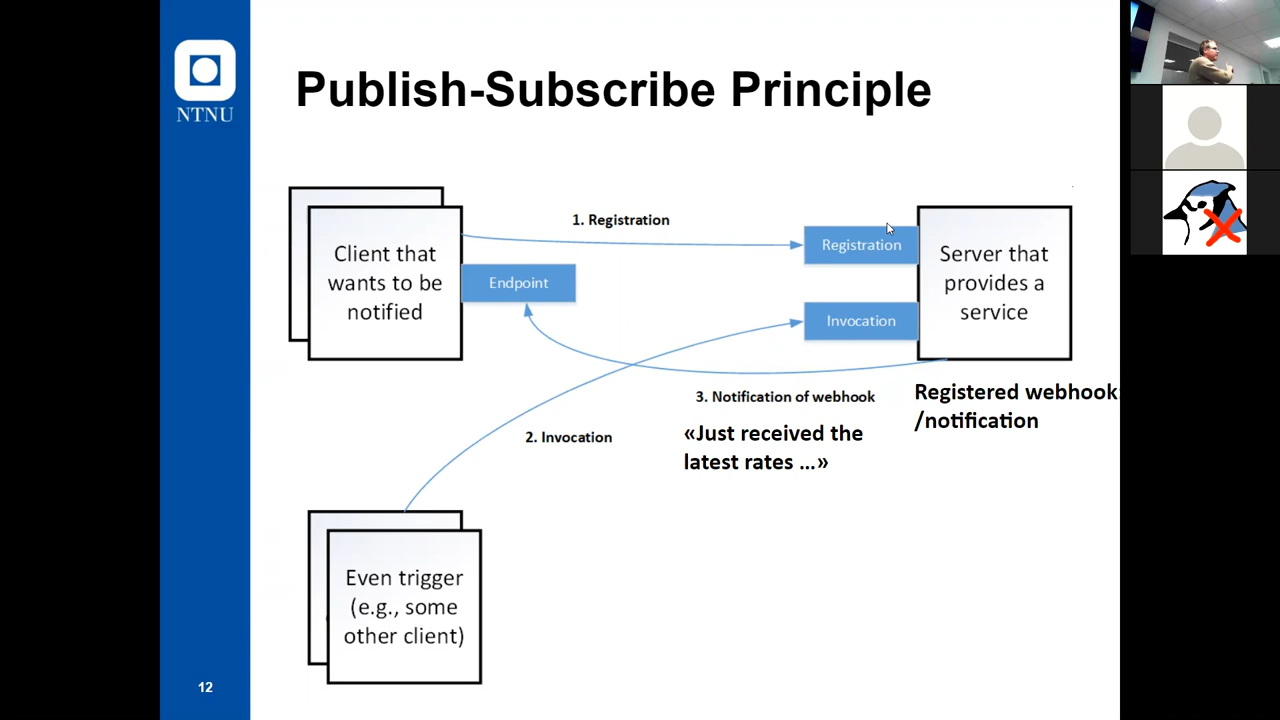 NTNU
Publish-Subscribe Principle
1. Registration
Client that
wants to be
notified
Endpoint
Registration
Invocation
Server that
provides a
service
3. Notification of webhook
«Just received the
latest rates ...»
Registered webhook
/notification
2. Invocation
Even trigger
(e.g., some
other client)
12